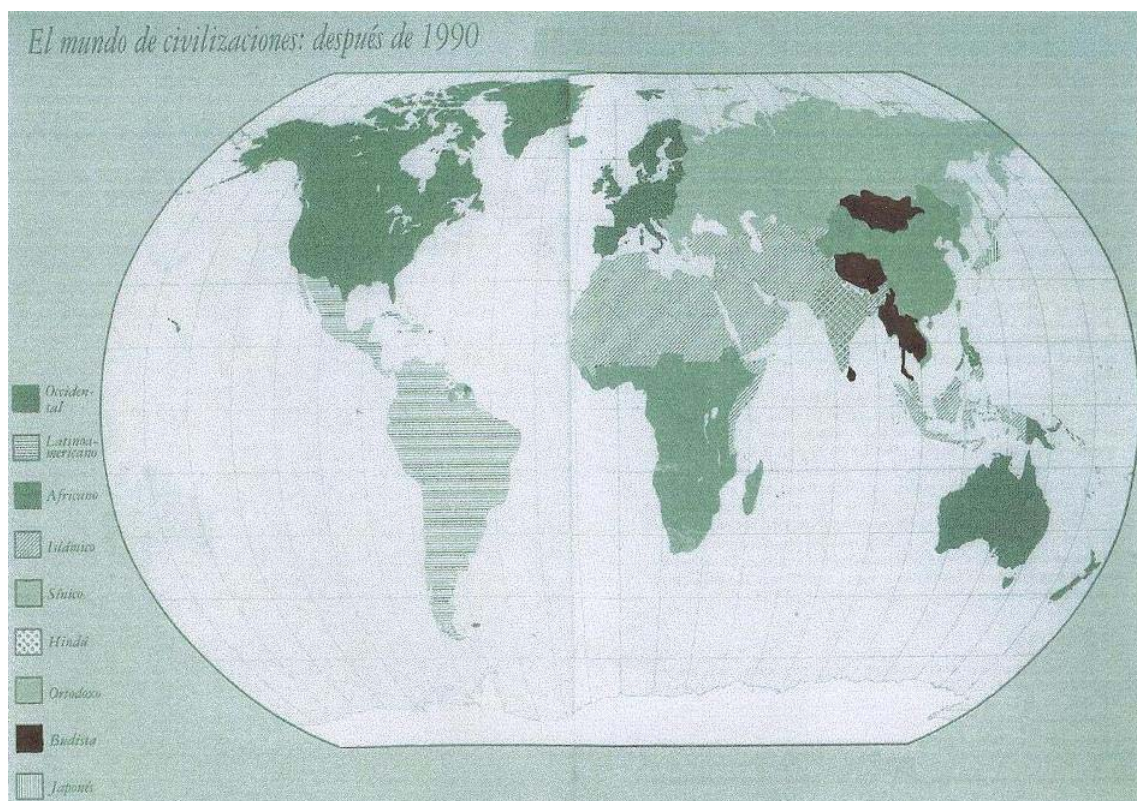 El mundo de civilizaciones: después de 1990
Occiden-
tal
Latinoa-
mericano
Africano
Islámico
Sínico
Hindú
Ortodoxo
Budista
Japonés